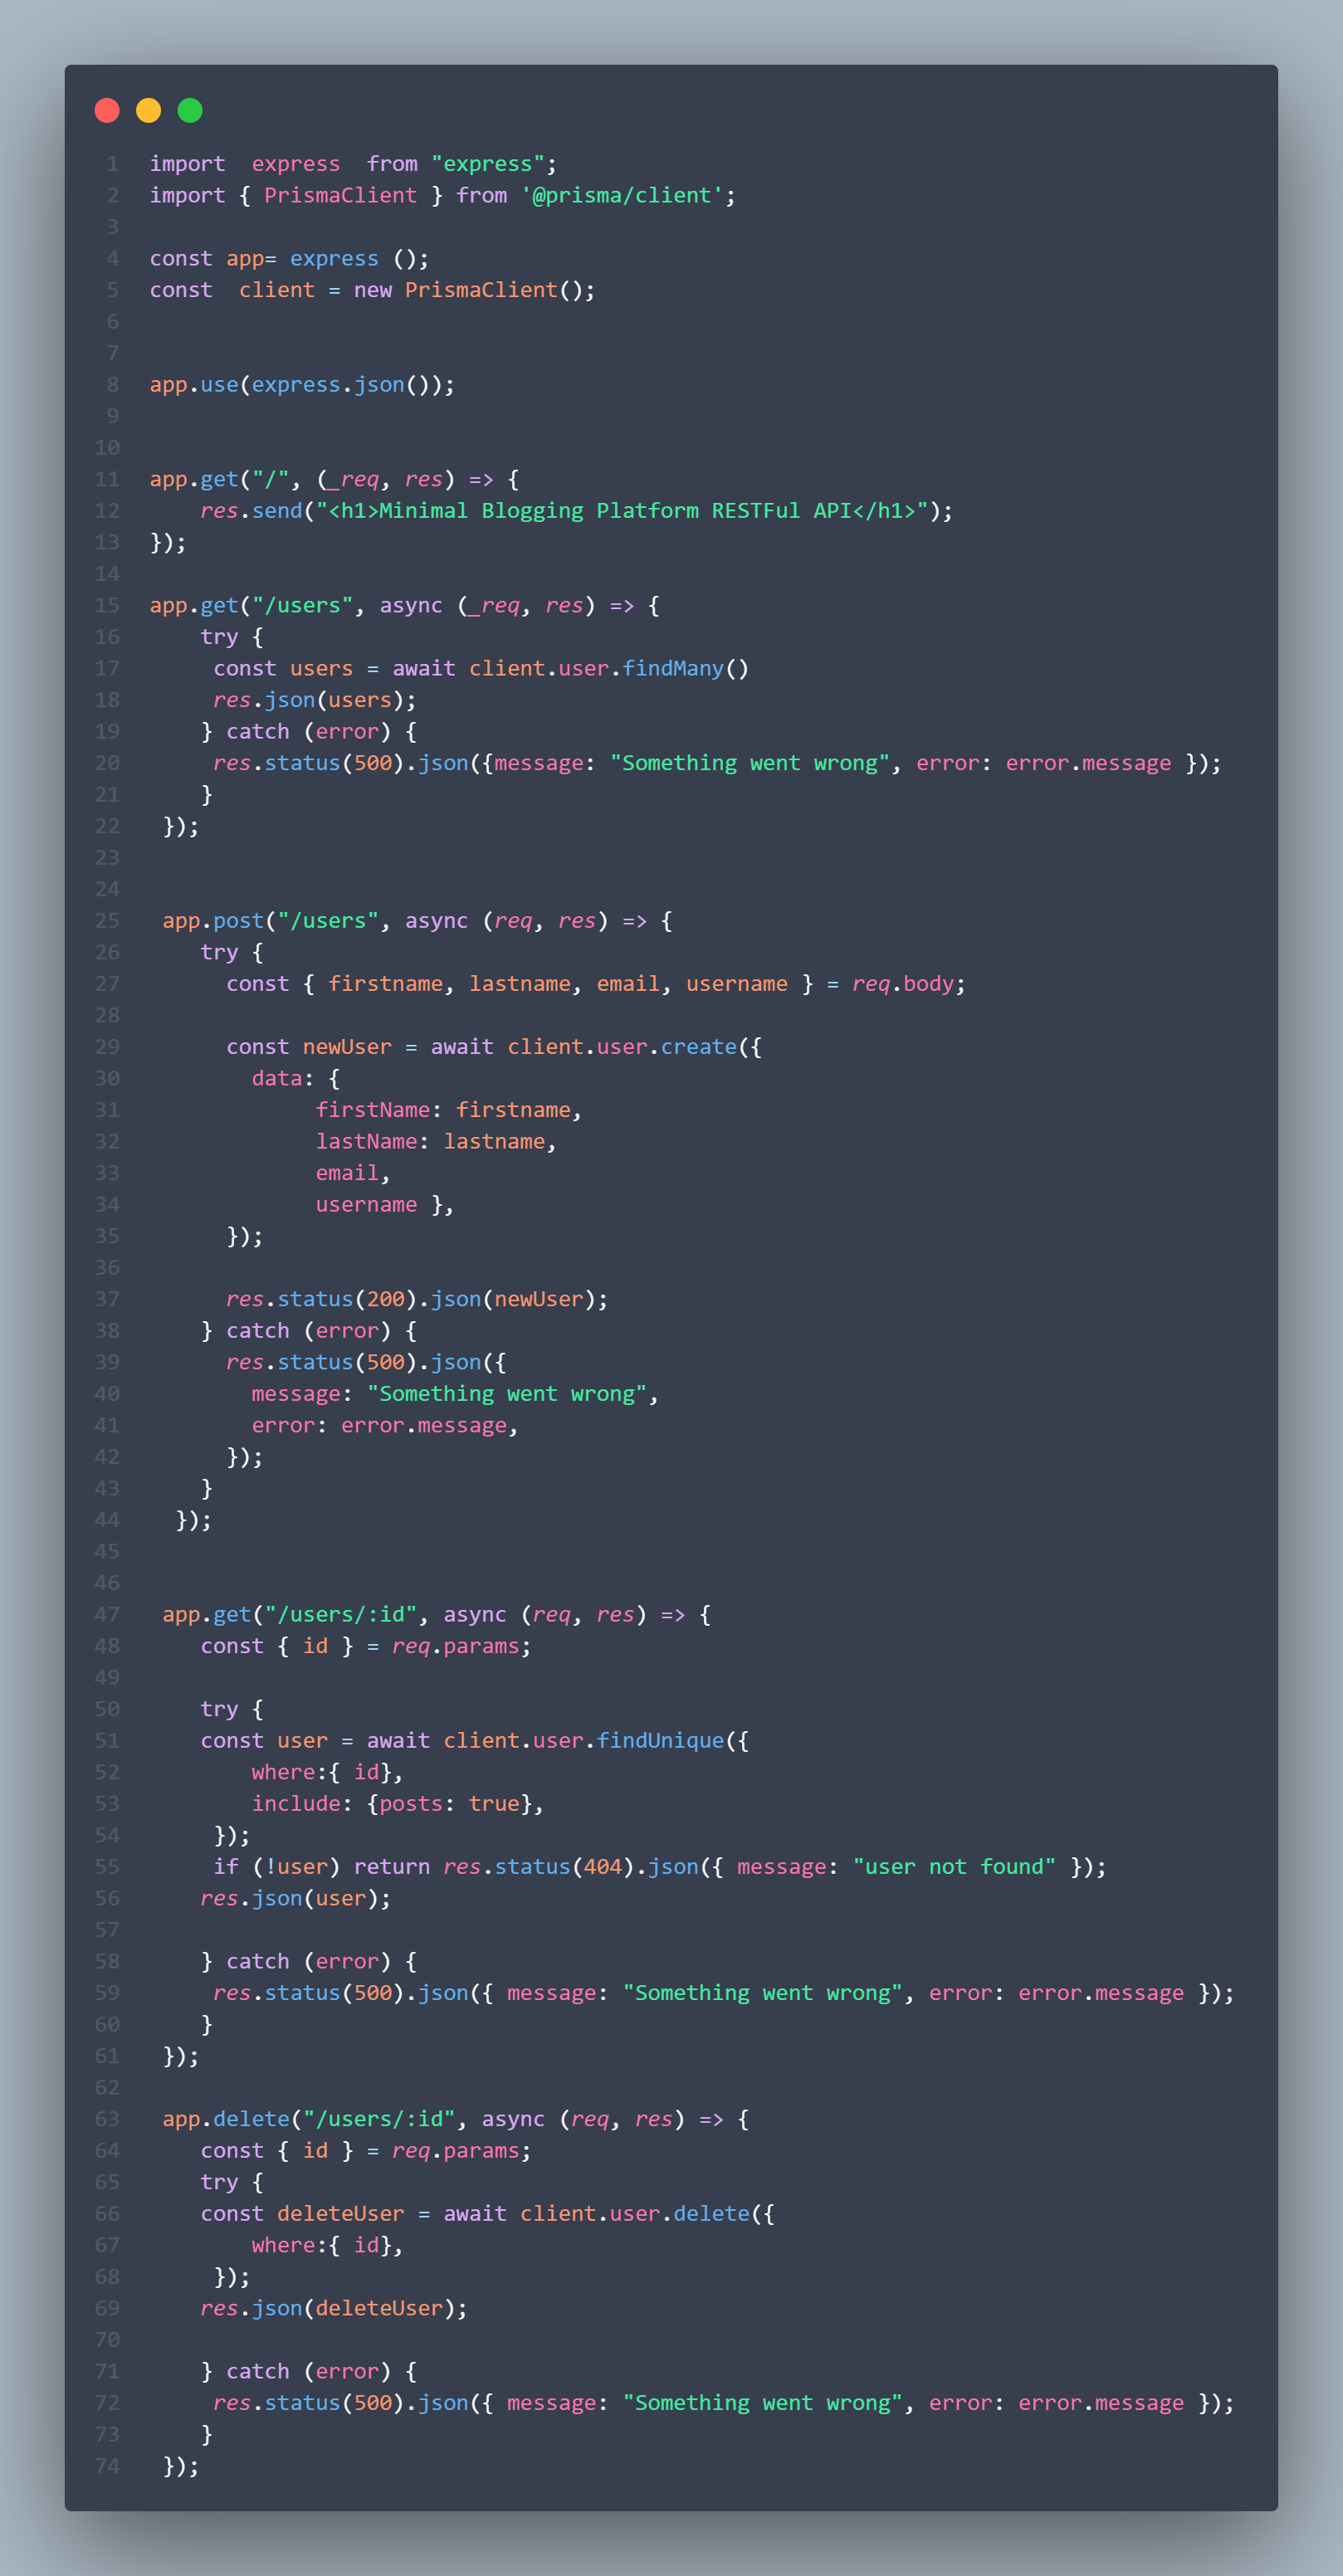 1 import  express  from "express";
2 import { PrismaClient } from '@prisma/client';
3
4 const app= express ();
5 const  client = new PrismaClient();
6
7
8 app.use(express.json());
9
10
11 app.get("/", (_req, res) => {
12     res.send("<h1>Minimal Blogging Platform RESTFul API</h1>");
13 });
14
15 app.get("/users", async (_req, res) => {
16     try {
17      const users = await client.user.findMany()
18      res.json(users);
19     } catch (error) {
20      res.status(500).json({message: "Something went wrong", error: error.message });
21     }
22  });
23
24
25  app.post("/users", async (req, res) => {
26     try {
27       const { firstname, lastname, email, username } = req.body;
28
29       const newUser = await client.user.create({
30         data: {
31              firstName: firstname,
32              lastName: lastname,
33              email,
34              username },
35       });
36
37       res.status(200).json(newUser);
38     } catch (error) {
39       res.status(500).json({
40         message: "Something went wrong",
41         error: error.message,
42       });
43     }
44   });
45
46
47  app.get("/users/:id", async (req, res) => {
48     const { id } = req.params;
49
50     try {
51     const user = await client.user.findUnique({
52         where:{ id},
53         include: {posts: true},
54      });
55      if (!user) return res.status(404).json({ message: "user not found" });
56     res.json(user);
57
58     } catch (error) {
59      res.status(500).json({ message: "Something went wrong", error: error.message });
60     }
61  });
62
63  app.delete("/users/:id", async (req, res) => {
64     const { id } = req.params;
65     try {
66     const deleteUser = await client.user.delete({
67         where:{ id},
68      });
69     res.json(deleteUser);
70
71     } catch (error) {
72      res.status(500).json({ message: "Something went wrong", error: error.message });
73     }
74  });